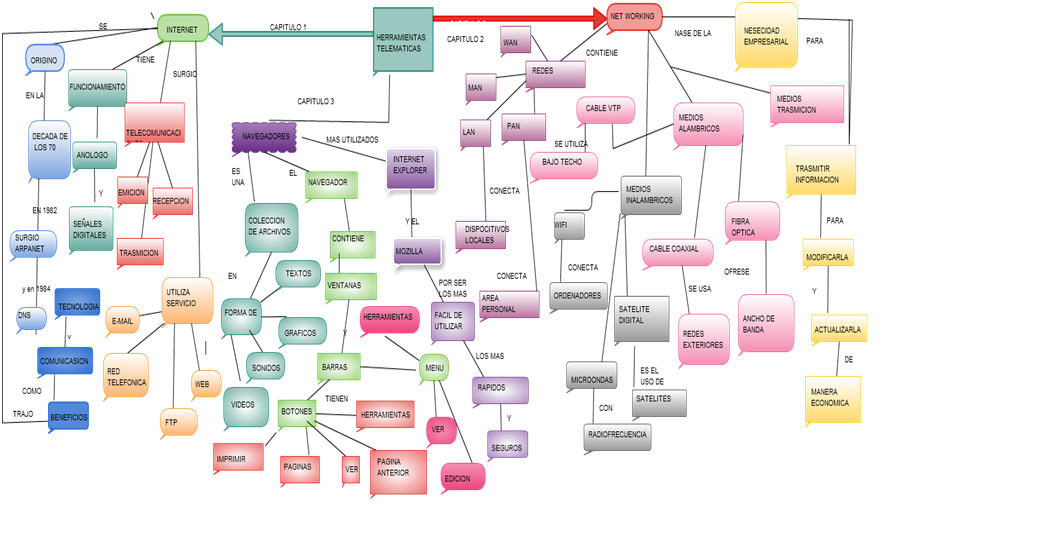 HERRAMIENTAS
TELEMATICAS
CAPITULO 1
INTERNET
SE
ORIGINO
EN LA
DECADA DE
LOS 70
EN 1982
SURGIO
ARPANET
y en 1984
DNS
TIENE
FUNCIONAMIENTO
ANOLOGO
Y
SEÑALES
DIGITALES
SURGIO
TELECOMUNICACI
EMICION
RECEPCION
TRASMICION
UTILIZA
SERVICIO
E-MAIL
RED
TELEFONICA
FTP
WEB
TECNOLOGIA
Y
COMUNICASION
COMO
BENEFICIOS
TRAJO
CAPITULO 3
NAVEGADORES
ES
UNA
COLECCION
DE ARCHIVOS
EN
FORMA DE
TEXTOS
GRAFICOS
SONIDOS
VIDEOS
EL
NAVEGADOR
CONTIENE
VENTANAS
Y
BARRAS
TIENEN
BOTONES
HERRAMIENTAS
IMPRIMIR
PAGINAS
VER
PAGINA
ANTERIOR
MENU
HERRAMIENTAS
VER
EDICION
MAS UTILIZADOS
INTERNET
EXPLORER
Y EL
MOZILLA
POR SER
LOS MAS
FACIL DE
UTILIZAR
LOS MAS
RAPIDOS
Y
SEGUROS
CAPITULO 2
NET WORKING
CONTIENE
REDES
WAN
MAN
LAN
PAN
CONECTA
DISPOCITIVOS
LOCALES
CONECTA
AREA
PERSONAL
CABLE VTP
SE UTILIZA
BAJO TECHO
MEDIOS
INALAMBRICOS
WIFI
CONECTA
ORDENADORES
SATELITE
DIGITAL
ES EL
USO DE
SATELITES
MICROONDAS
CON
RADIOFRECUENCIA
MEDIOS
ALAMBRICOS
MEDIOS
TRASMICION
CABLE COAXIAL
SE USA
REDES
EXTERIORES
FIBRA
OPTICA
OFRESE
ANCHO DE
BANDA
NASE DE LA
NESECIDAD
EMPRESARIAL
PARA
TRASMITIR
INFORMACION
PARA
MODIFICARLA
Y
ACTUALIZARLA
DE
MANERA
ECONOMICA